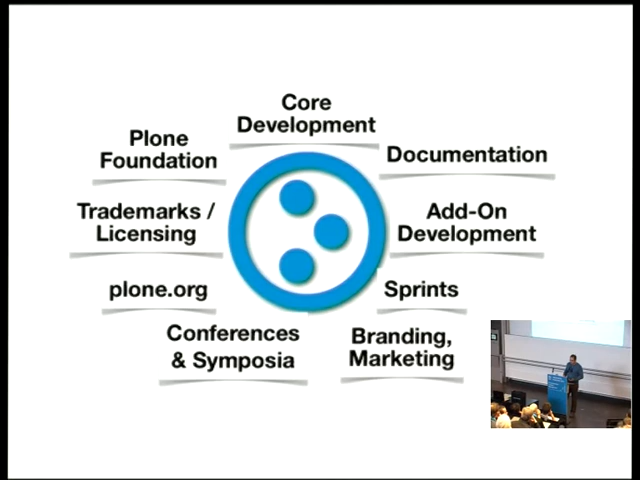 Core
Development
Plone
Foundation
Documentation
Trademarks /
Licensing
Add-On
Development
plone.org
Sprints
Conferences
& Symposia
Branding,
Marketing